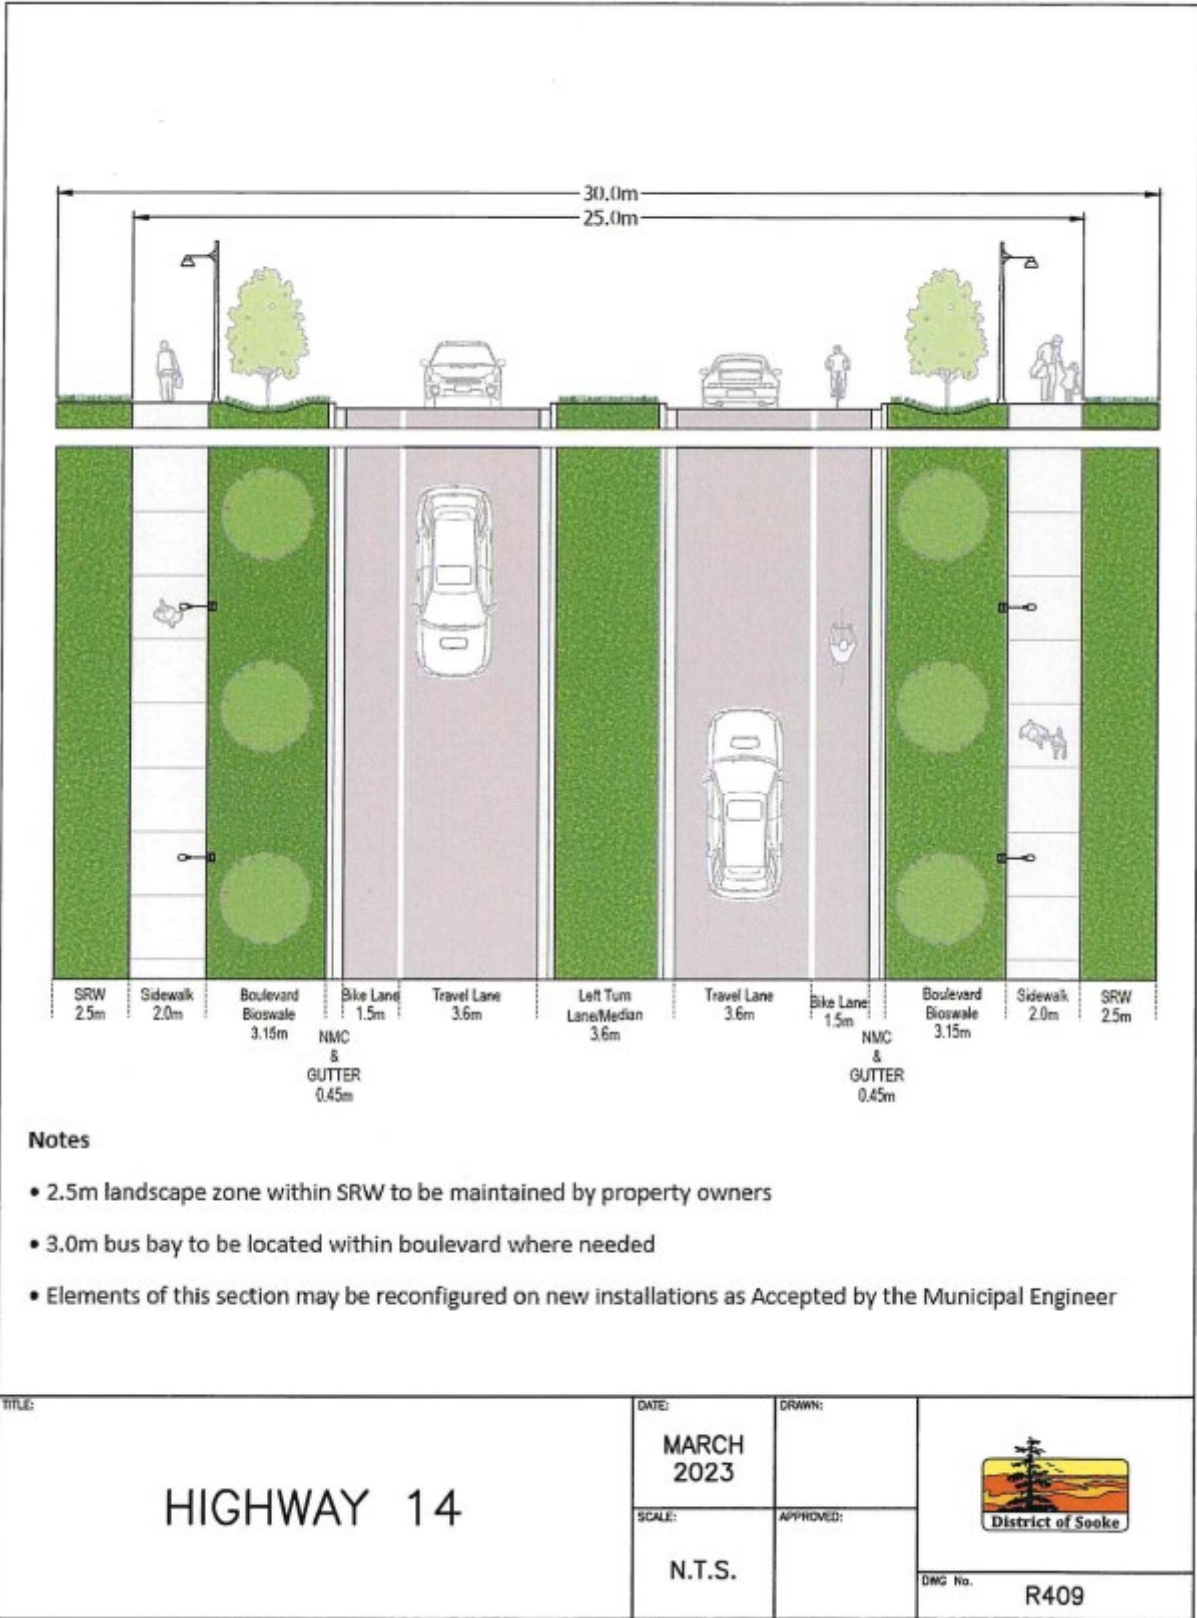 30.0m
25.0m
SRW
2.5m
Sidewalk
2.0m
Boulevard
Bioswale
3.15m
NMC
&
GUTTER
0.45m
Bike Lane
1.5m
Travel Lane
3.6m
Left Turn
Lane/Median
3.6m
Travel Lane
3.6m
Bike Lane
1.5m
NMC
&
GUTTER
0.45m
Boulevard
Bioswale
3.15m
Sidewalk
2.0m
SRW
2.5m
Notes
• 2.5m landscape zone within SRW to be maintained by property owners
• 3.0m bus bay to be located within boulevard where needed
• Elements of this section may be reconfigured on new installations as Accepted by the Municipal Engineer
TITLE:
HIGHWAY 14
DATE:
MARCH
2023
DRAWN:
SCALE:
N.T.S.
APPROVED:
District of Sooke
DWG No.
R409